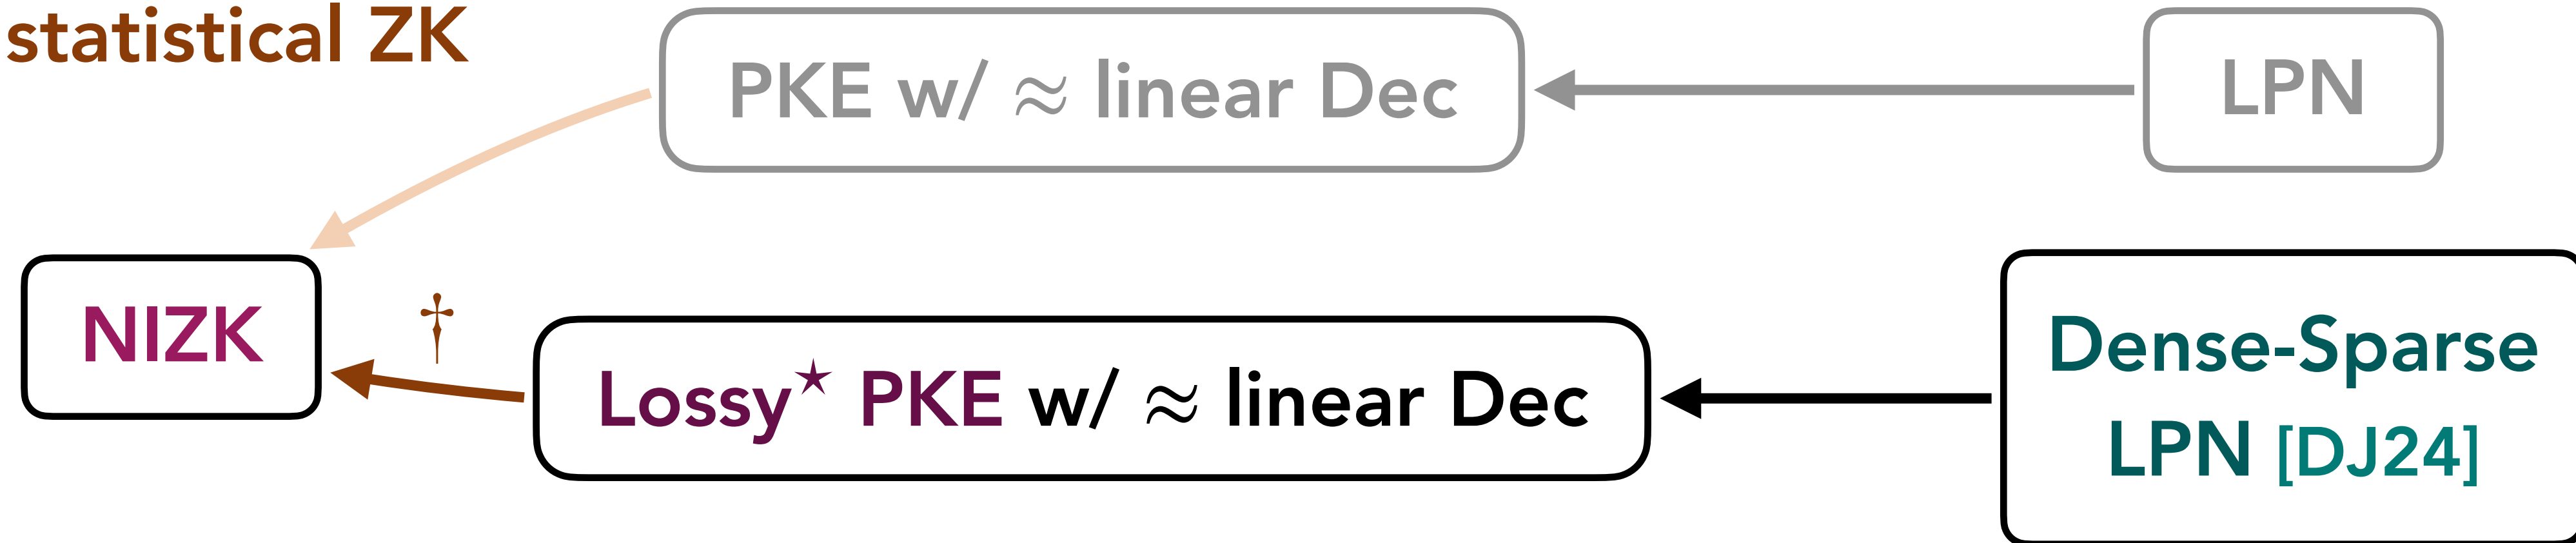 statistical ZK
PKE w/ ≈ linear Dec
LPN
NIZK
†
Lossy★ PKE w/ ≈ linear Dec
Dense-Sparse
LPN [DJ24]